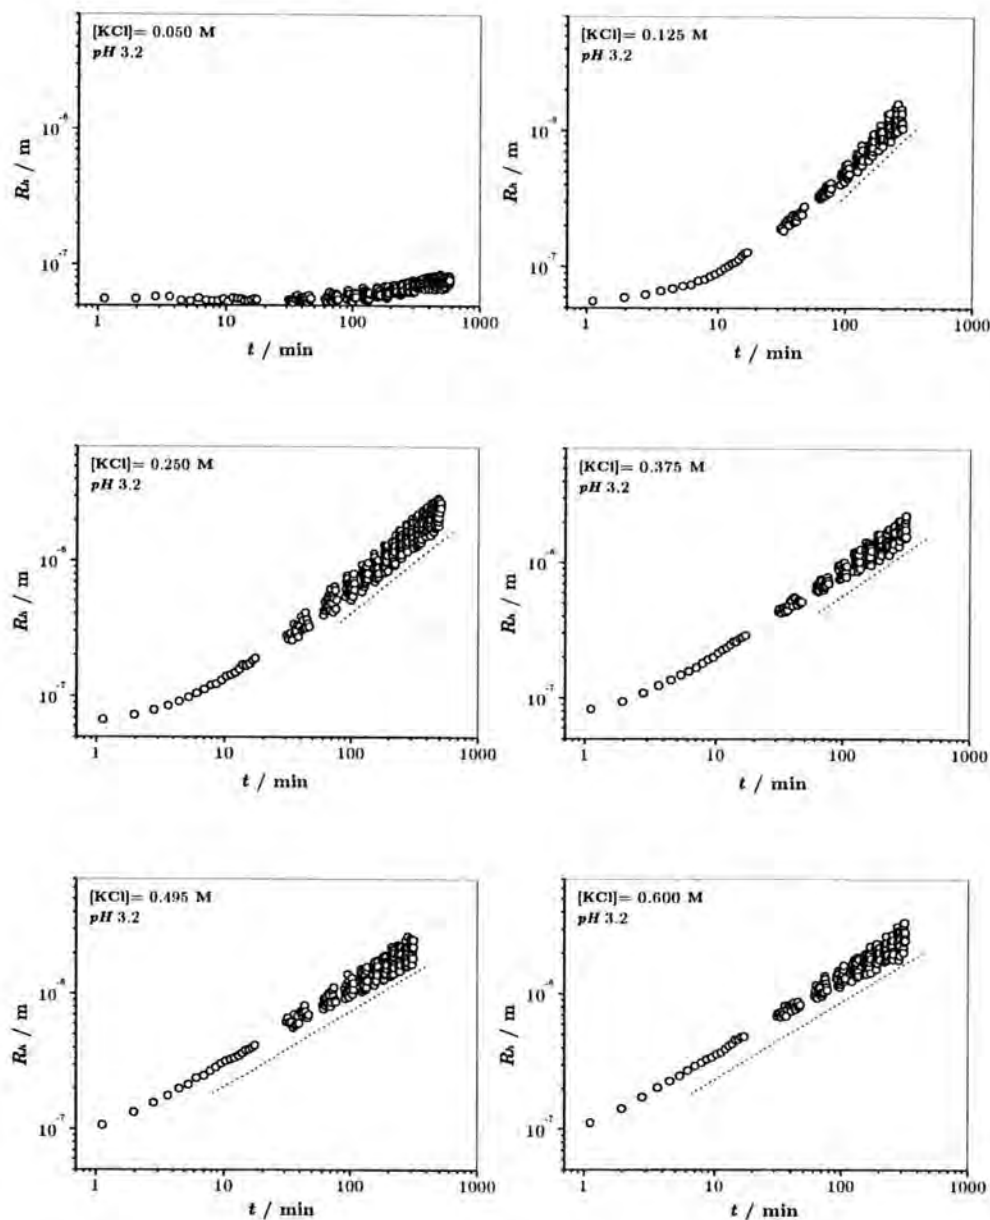 [KCl]= 0.050 M
pH 3.2
10⁻⁶
10⁻⁷
Rₕ / m
1 10 100 1000
t / min
[KCl]= 0.125 M
pH 3.2
10⁻⁶
10⁻⁷
Rₕ / m
1 10 100 1000
t / min
[KCl]= 0.250 M
pH 3.2
10⁻⁶
10⁻⁷
Rₕ / m
1 10 100 1000
t / min
[KCl]= 0.375 M
pH 3.2
10⁻⁶
10⁻⁷
Rₕ / m
1 10 100 1000
t / min
[KCl]= 0.495 M
pH 3.2
10⁻⁶
10⁻⁷
Rₕ / m
1 10 100 1000
t / min
[KCl]= 0.600 M
pH 3.2
10⁻⁶
10⁻⁷
Rₕ / m
1 10 100 1000
t / min